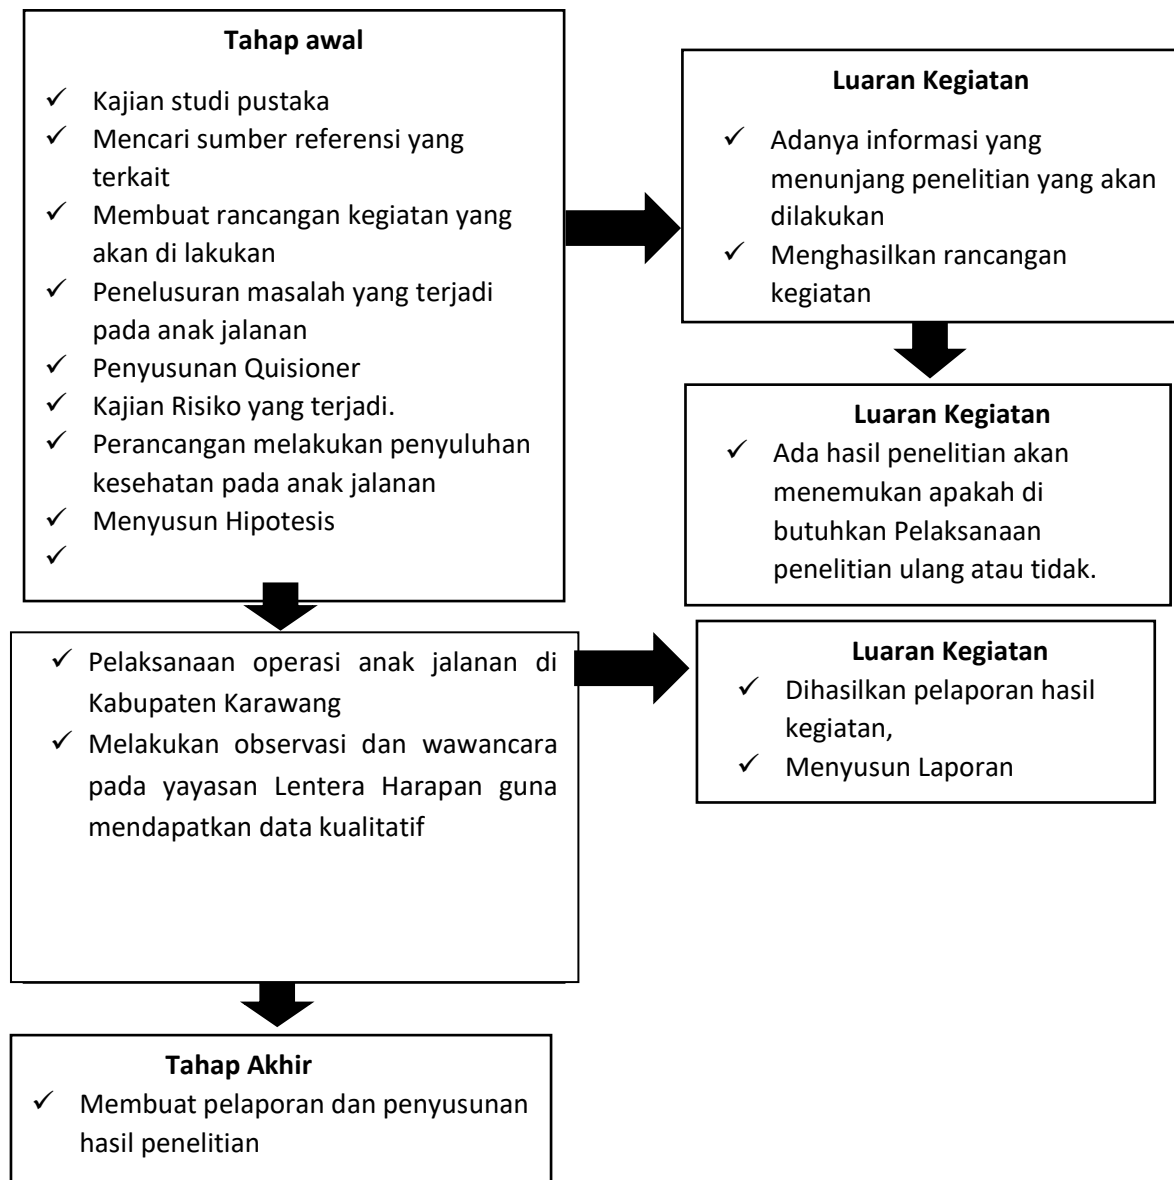 Tahap awal
✓ Kajian studi pustaka
✓ Mencari sumber referensi yang
terkait
✓ Membuat rancangan kegiatan yang
akan di lakukan
✓ Penelusuran masalah yang terjadi
pada anak jalanan
✓ Penyusunan Quisioner
✓ Kajian Risiko yang terjadi.
✓ Perancangan melakukan penyuluhan
kesehatan pada anak jalanan
✓ Menyusun Hipotesis
✓
Luaran Kegiatan
✓ Adanya informasi yang
menunjang penelitian yang akan
dilakukan
✓ Menghasilkan rancangan
kegiatan
Luaran Kegiatan
✓ Ada hasil penelitian akan
menemukan apakah di
butuhkan Pelaksanaan
penelitian ulang atau tidak.
✓ Pelaksanaan operasi anak jalanan di
Kabupaten Karawang
✓ Melakukan observasi dan wawancara
pada yayasan Lentera Harapan guna
mendapatkan data kualitatif
Luaran Kegiatan
✓ Dihasilkan pelaporan hasil
kegiatan,
✓ Menyusun Laporan
Tahap Akhir
✓ Membuat pelaporan dan penyusunan
hasil penelitian